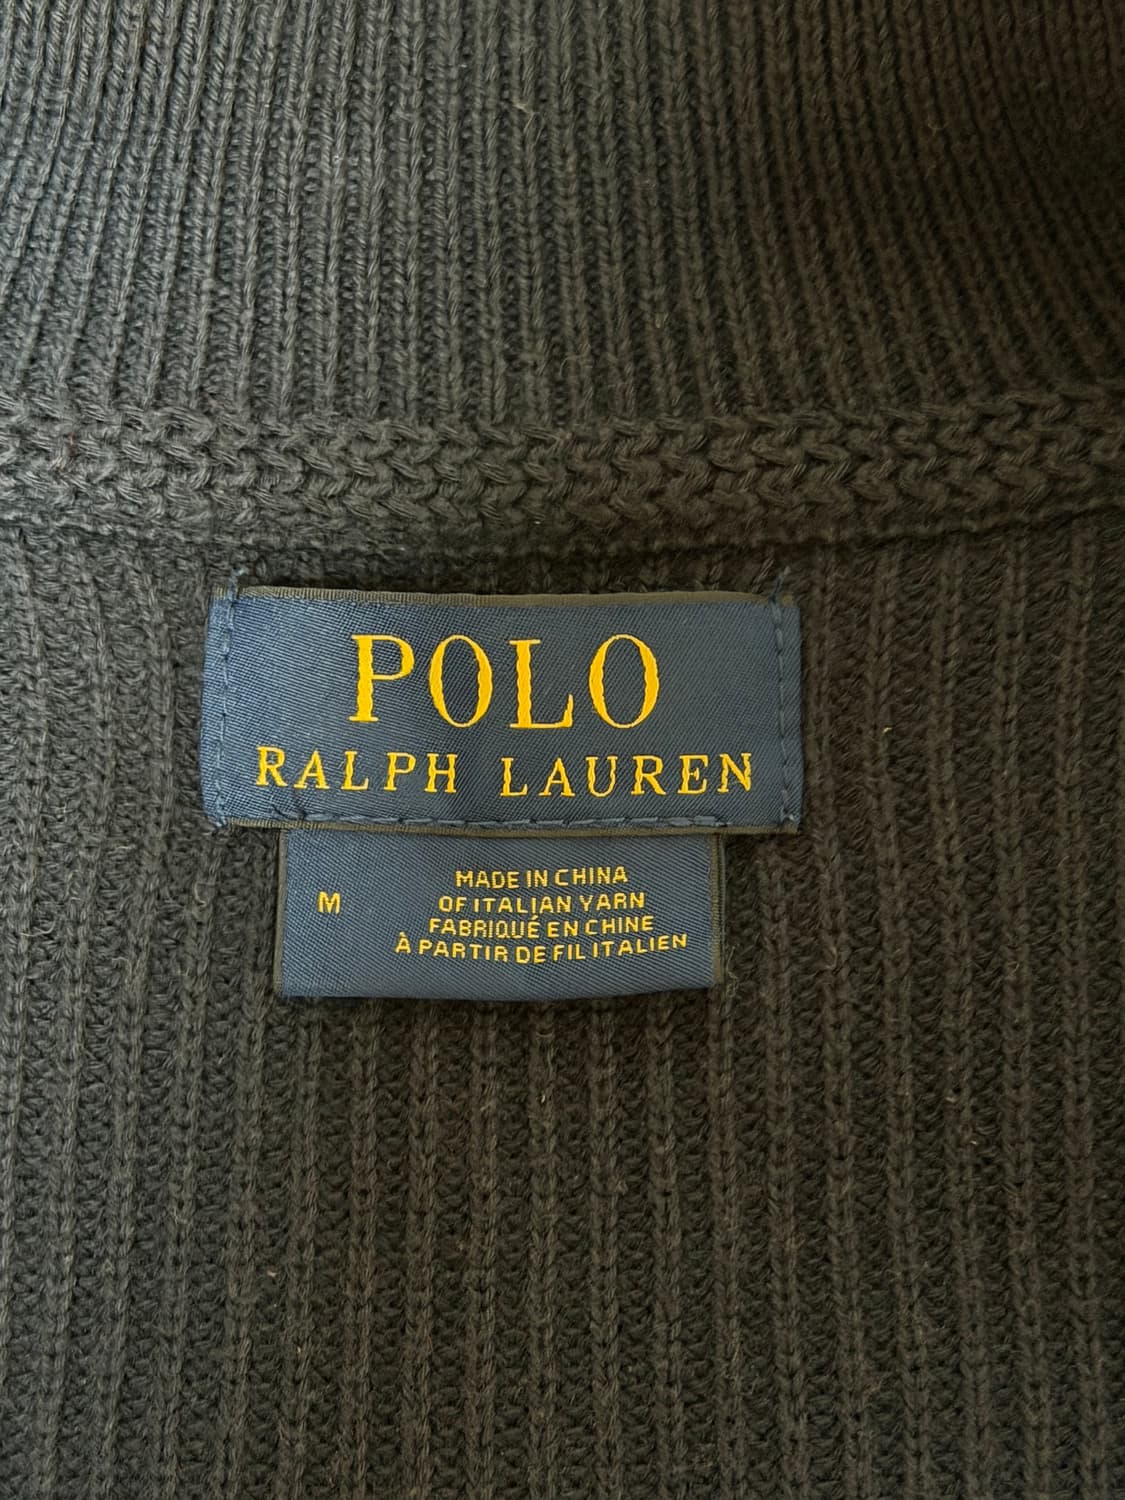 POLO
RALPH LAUREN
M
MADE IN CHINA
OF ITALIAN YARN
FABRIQUÉ EN CHINE
À PARTIR DE FIL ITALIEN